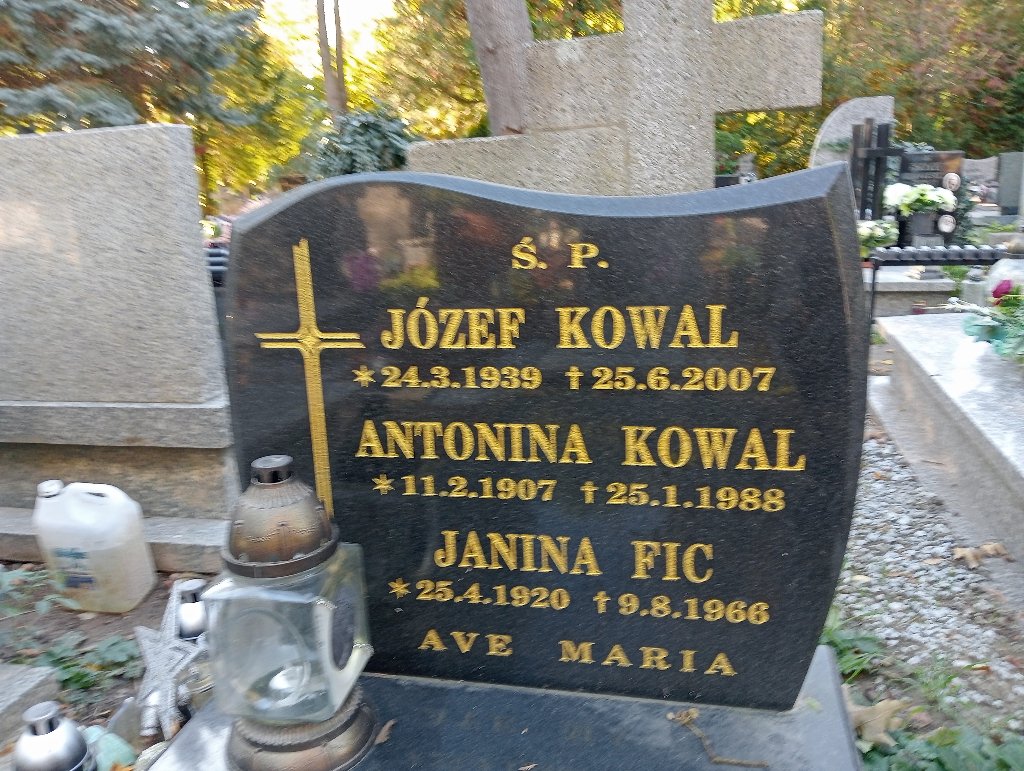 Ś. P.
JÓZEF KOWAL
*24.3.1939 †25.6.2007
ANTONINA KOWAL
*11.2.1907 †25.1.1988
JANINA FIC
*25.4.1920 †9.8.1966
AVE MARIA